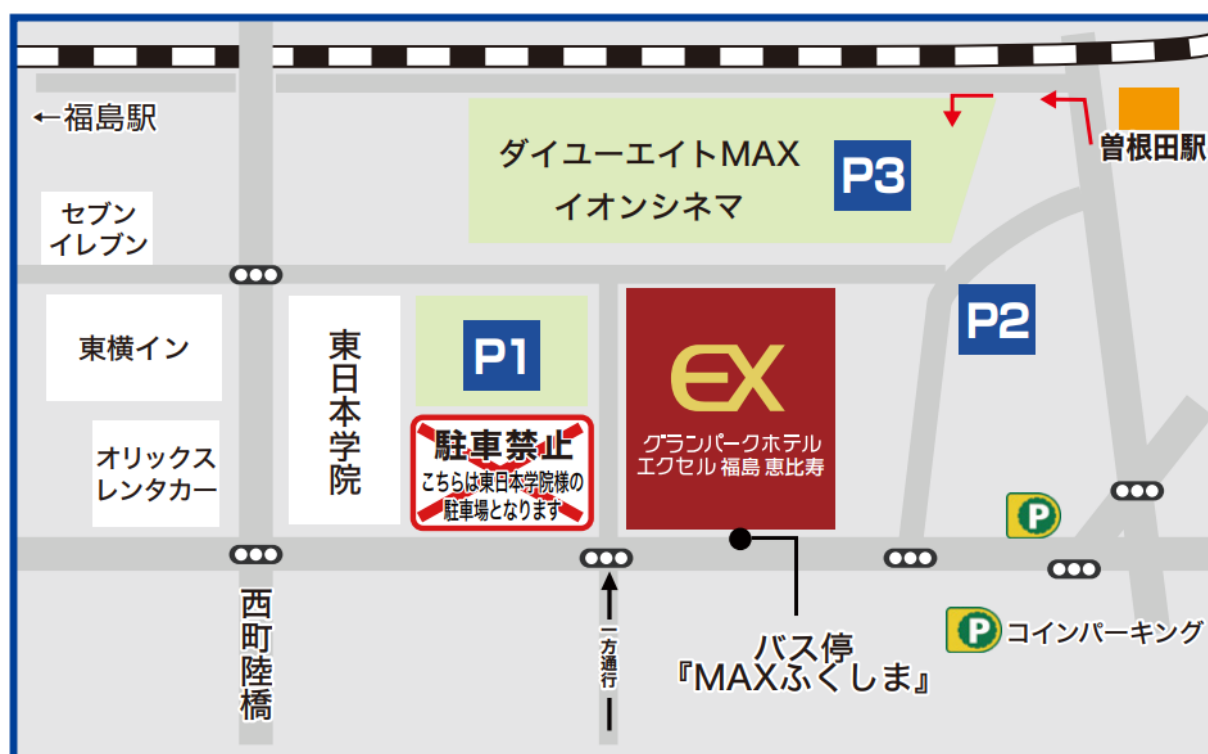 ←福島駅
曽根田駅
ダイユーエイトMAX
イオンシネマ
P3
セブン
イレブン
東横イン
東日本学院
P1
EX
グランパークホテル
エクセル 福島 恵比寿
P2
オリックス
レンタカー
駐車禁止
こちらは東日本学院様の
駐車場となります
P
西町陸橋
一方通行
バス停
『MAXふくしま』
P
コインパーキング